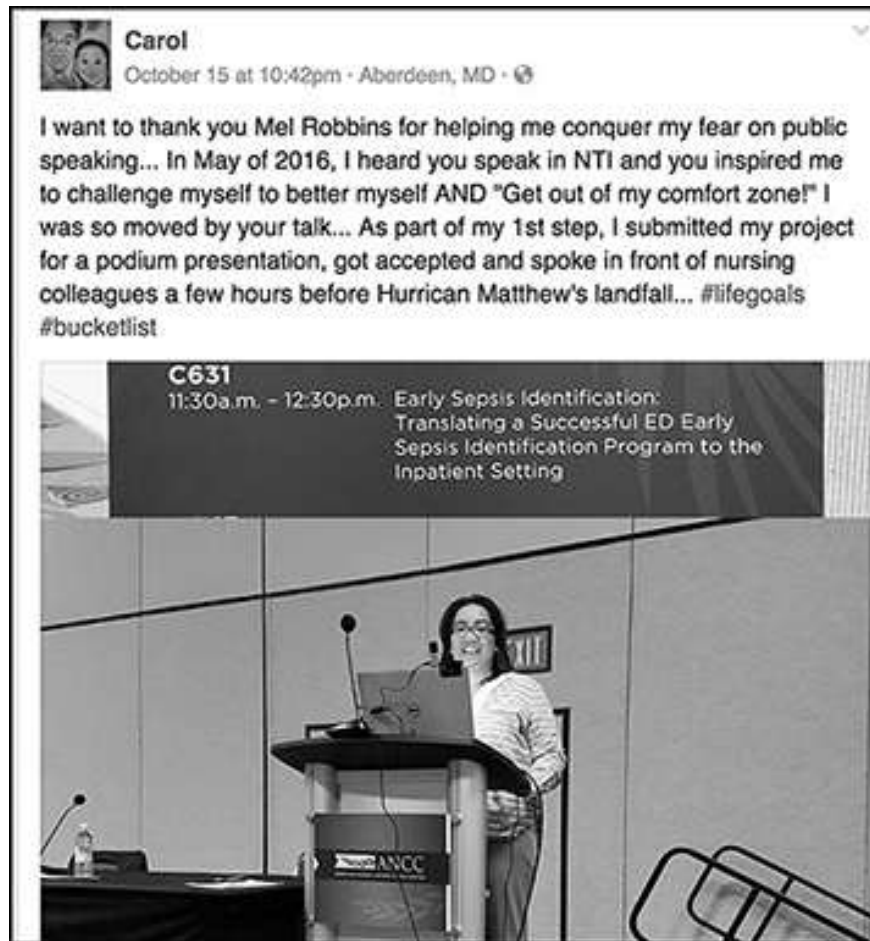 Carol
October 15 at 10:42pm · Aberdeen, MD ·
I want to thank you Mel Robbins for helping me conquer my fear on public
speaking... In May of 2016, I heard you speak in NTI and you inspired me
to challenge myself to better myself AND "Get out of my comfort zone!" I
was so moved by your talk... As part of my 1st step, I submitted my project
for a podium presentation, got accepted and spoke in front of nursing
colleagues a few hours before Hurrican Matthew's landfall... #lifegoals
#bucketlist
C631
11:30a.m. – 12:30p.m. Early Sepsis Identification:
Translating a Successful ED Early
Sepsis Identification Program to the
Inpatient Setting
ANCC